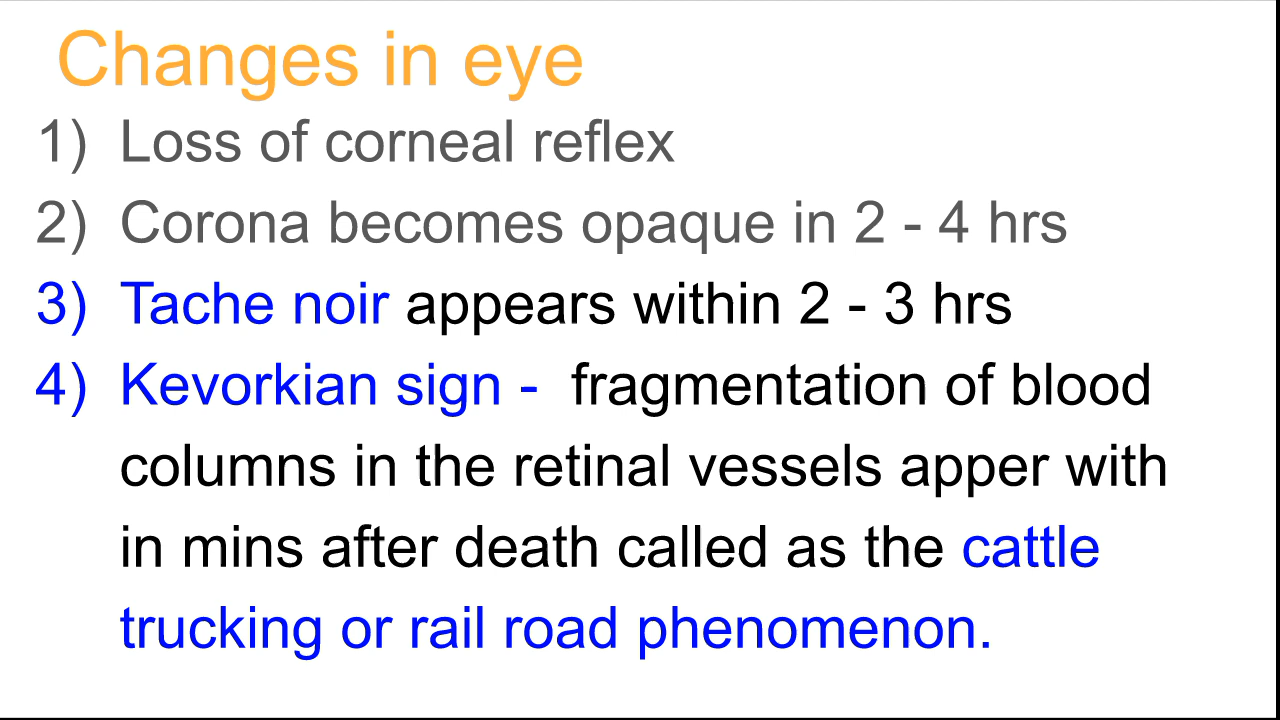 Changes in eye
1) Loss of corneal reflex
2) Corona becomes opaque in 2 - 4 hrs
3) Tache noir appears within 2 - 3 hrs
4) Kevorkian sign - fragmentation of blood
columns in the retinal vessels apper with
in mins after death called as the cattle
trucking or rail road phenomenon.